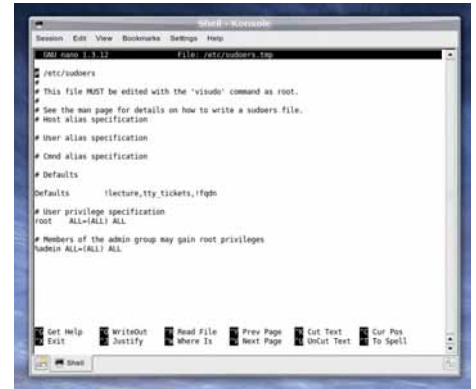 Shell - Konsole
Session Edit View Bookmarks Settings Help
GNU nano 1.3.12 File: /etc/sudoers.tmp
# /etc/sudoers
#
# This file MUST be edited with the 'visudo' command as root.
#
# See the man page for details on how to write a sudoers file.
# Host alias specification
# User alias specification
# Cmnd alias specification
# Defaults
Defaults !lecture,tty_tickets,!fqdn
# User privilege specification
root ALL=(ALL) ALL
# Members of the admin group may gain root privileges
%admin ALL=(ALL) ALL
^G Get Help ^O WriteOut ^R Read File ^Y Prev Page ^K Cut Text ^C Cur Pos
^X Exit ^J Justify ^W Where Is ^V Next Page ^U UnCut Text ^T To Spell
Shell